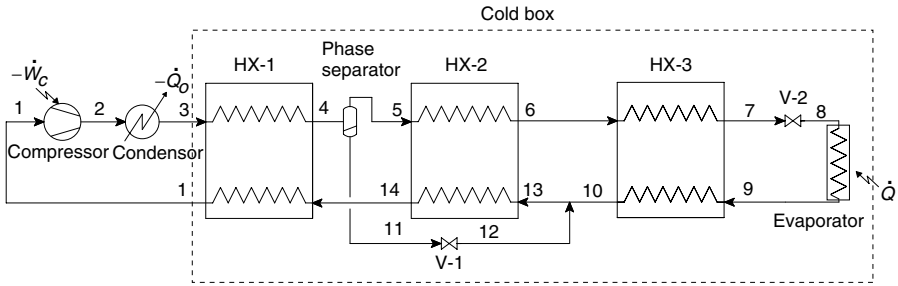 Cold box
Phase separator
HX-1
HX-2
HX-3
−Ẇc
−Q̇o
1
2
3
4
5
6
7
V-2
8
Compressor
Condensor
1
14
13
10
9
Q̇
Evaporator
11
12
V-1